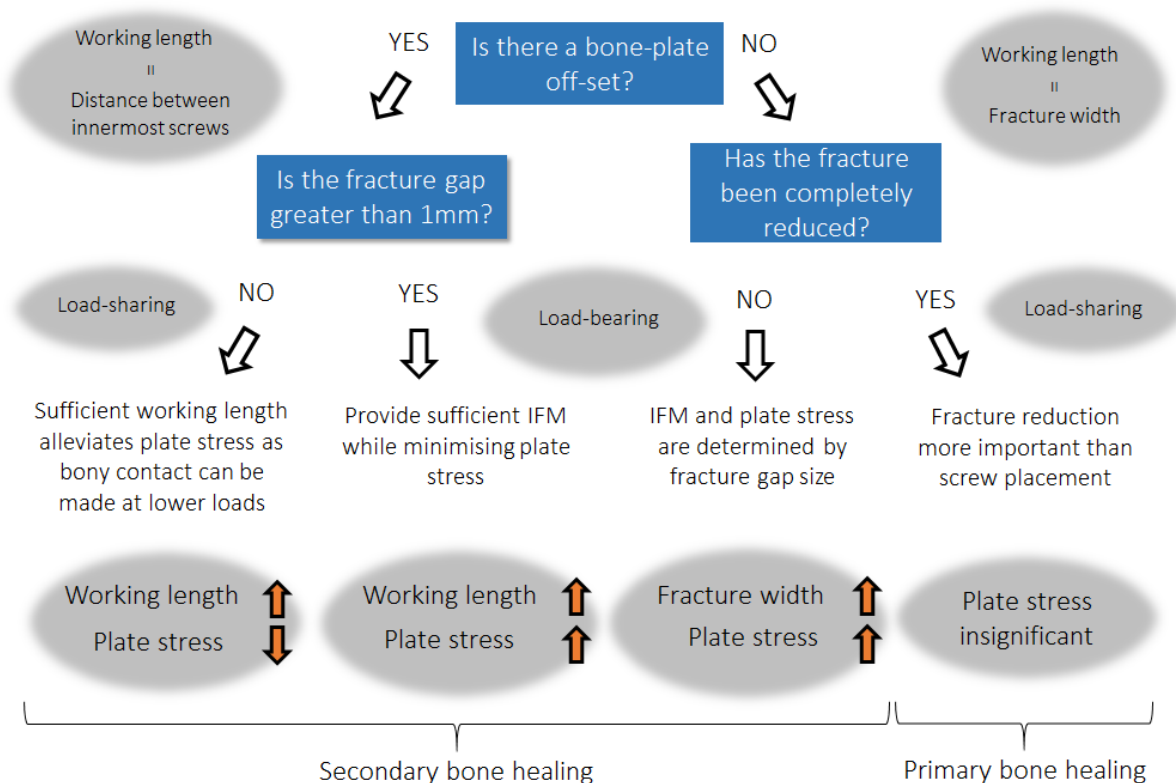 Working length
=
Distance between
innermost screws
YES
Is there a bone-plate
off-set?
NO
Working length
=
Fracture width
Is the fracture gap
greater than 1mm?
Has the fracture
been completely
reduced?
Load-sharing
NO
YES
Load-bearing
NO
YES
Load-sharing
Sufficient working length
alleviates plate stress as
bony contact can be
made at lower loads
Provide sufficient IFM
while minimising plate
stress
IFM and plate stress
are determined by
fracture gap size
Fracture reduction
more important than
screw placement
Working length
Plate stress
Working length
Plate stress
Fracture width
Plate stress
Plate stress
insignificant
Secondary bone healing
Primary bone healing